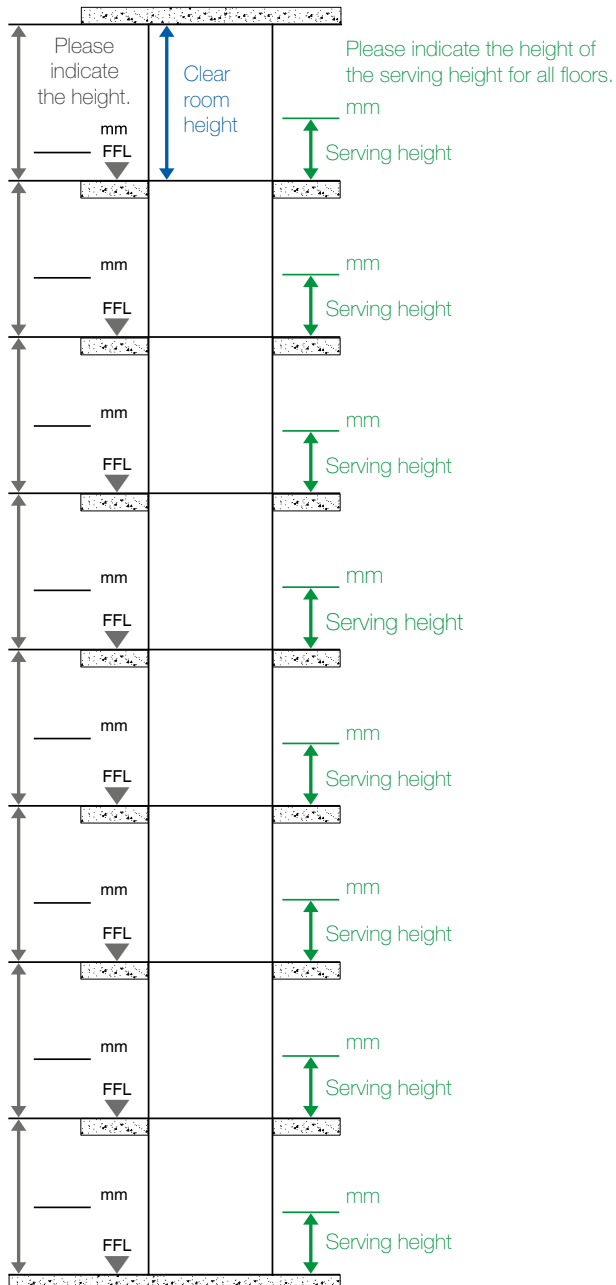 Please
indicate
the height.
Clear
room
height
Please indicate the height of
the serving height for all floors.
mm
mm
FFL
Serving height
mm
mm
FFL
Serving height
mm
mm
FFL
Serving height
mm
mm
FFL
Serving height
mm
mm
FFL
Serving height
mm
mm
FFL
Serving height
mm
mm
FFL
Serving height
mm
mm
FFL
Serving height